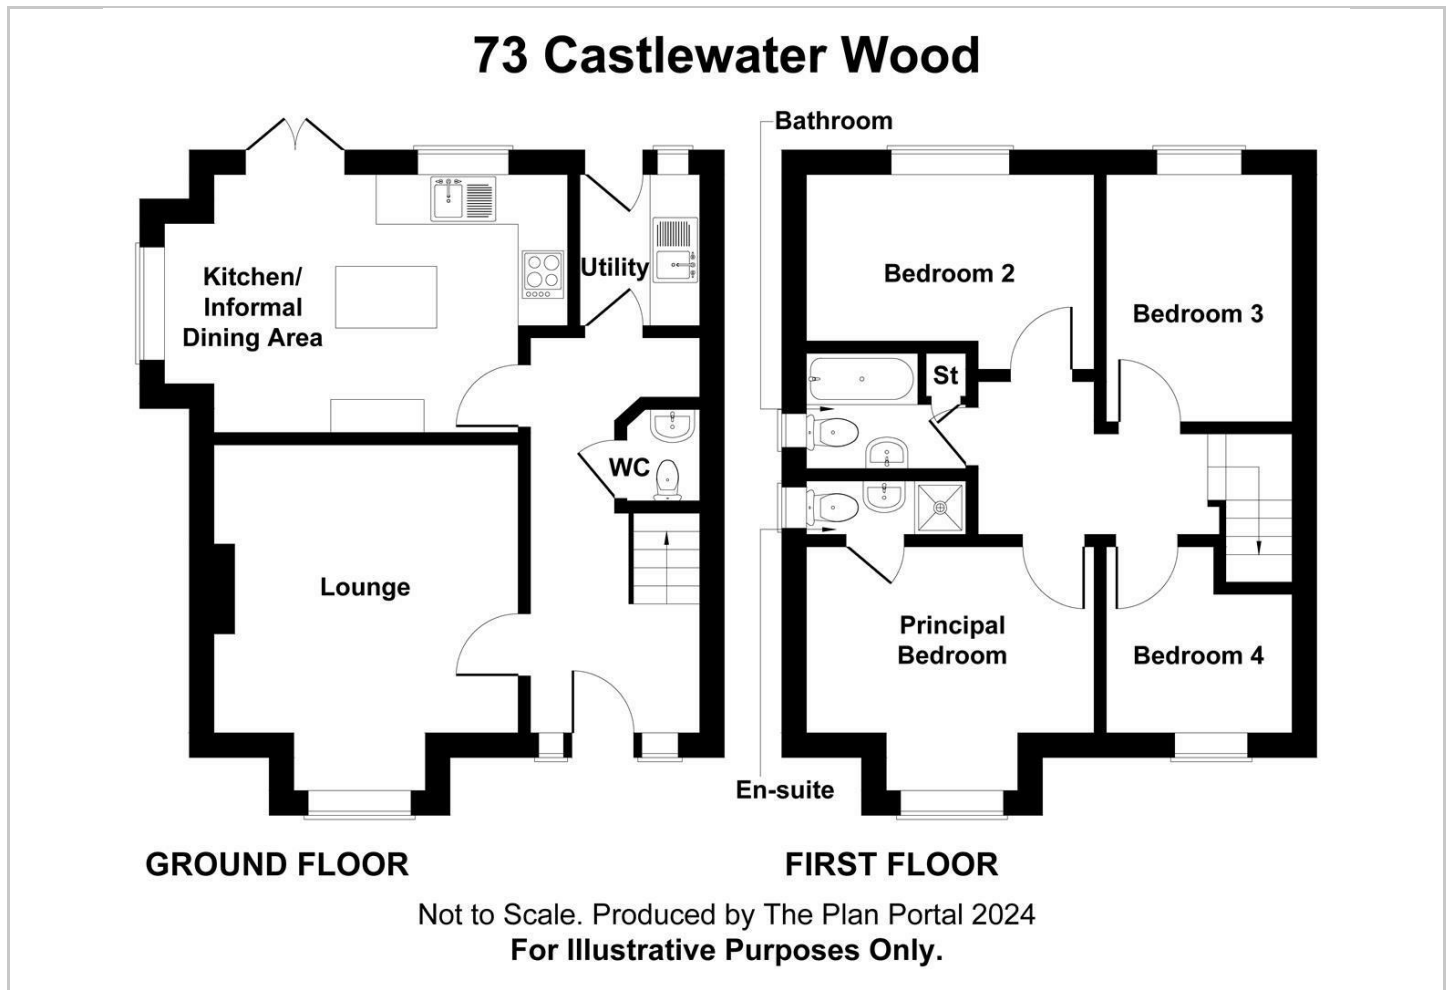 73 Castlewater Wood
Bathroom
Kitchen/
Informal
Dining Area
Utility
WC
Lounge
Bedroom 2
Bedroom 3
St
Principal
Bedroom
Bedroom 4
En-suite
GROUND FLOOR
FIRST FLOOR
Not to Scale. Produced by The Plan Portal 2024
For Illustrative Purposes Only.